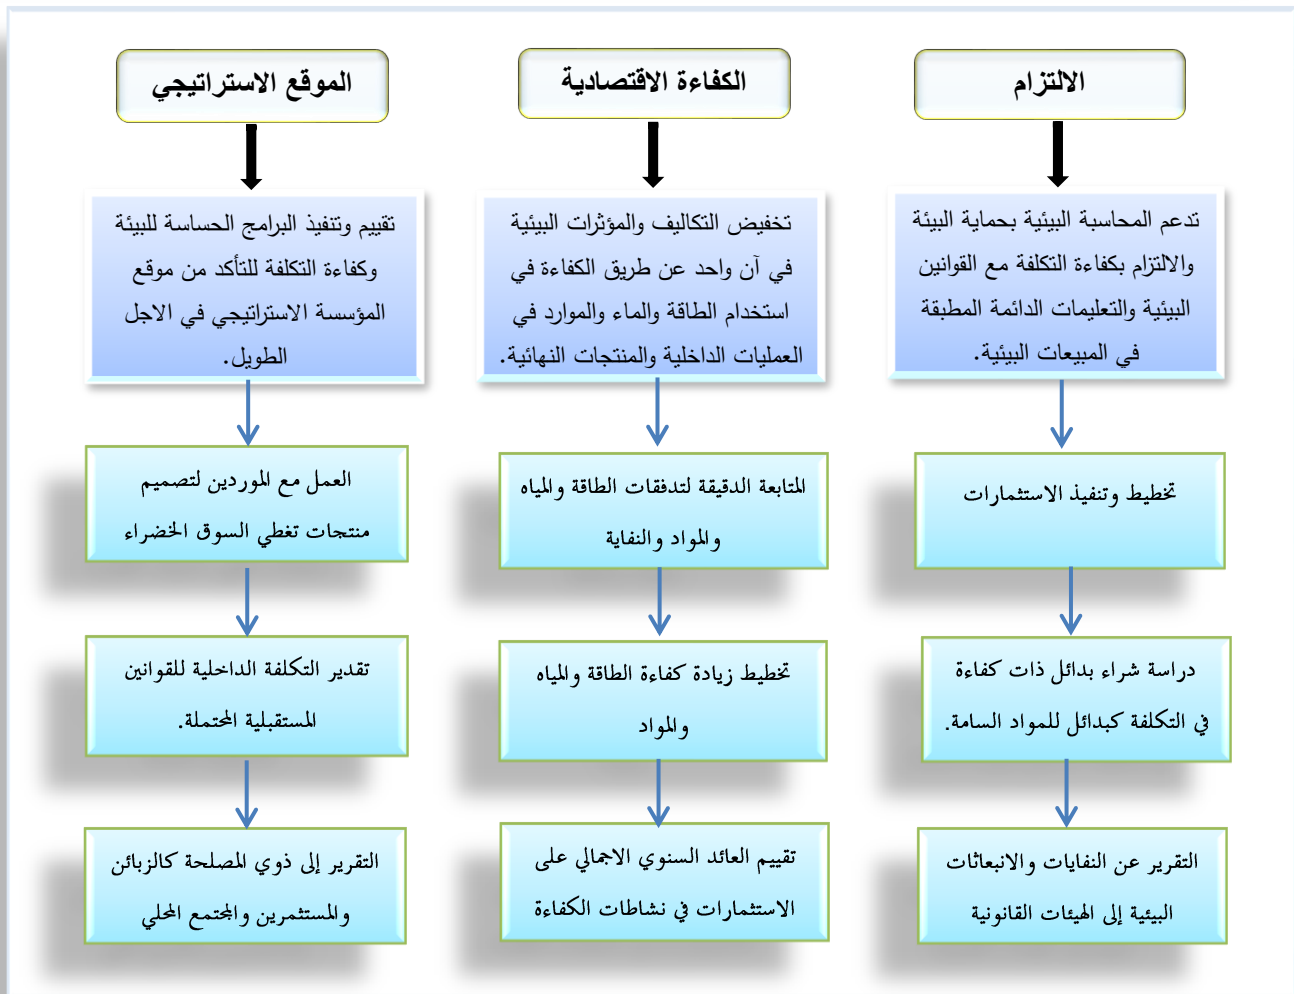 الالتزام
تدعم المحاسبة البيئية بحماية البيئة
والالتزام بكفاءة التكلفة مع القوانين
البيئية والتعليمات الدائمة المطبقة
في المبيعات البيئية.
تخطيط وتنفيذ الاستثمارات
دراسة شراء بدائل ذات كفاءة
في التكلفة كبدائل للمواد السامة.
التقرير عن النفايات والانبعاثات
البيئية إلى الهيئات القانونية
الكفاءة الاقتصادية
تخفيض التكاليف والمؤثرات البيئية
في آن واحد عن طريق الكفاءة في
استخدام الطاقة والماء والموارد في
العمليات الداخلية والمنتجات النهائية.
المتابعة الدقيقة لتدفقات الطاقة والمياه
والمواد والنفاية
تخطيط زيادة كفاءة الطاقة والمياه
والمواد
تقييم العائد السنوي الاجمالي على
الاستثمارات في نشاطات الكفاءة
الموقع الاستراتيجي
تقييم وتنفيذ البرامج الحساسة للبيئة
وكفاءة التكلفة للتأكد من موقع
المؤسسة الاستراتيجي في الاجل
الطويل.
العمل مع الموردين لتصميم
منتجات تغطي السوق الخضراء
تقدير التكلفة الداخلية للقوانين
المستقبلية المحتملة.
التقرير إلى ذوي المصلحة كالزبائن
والمستثمرين والمجتمع المحلي